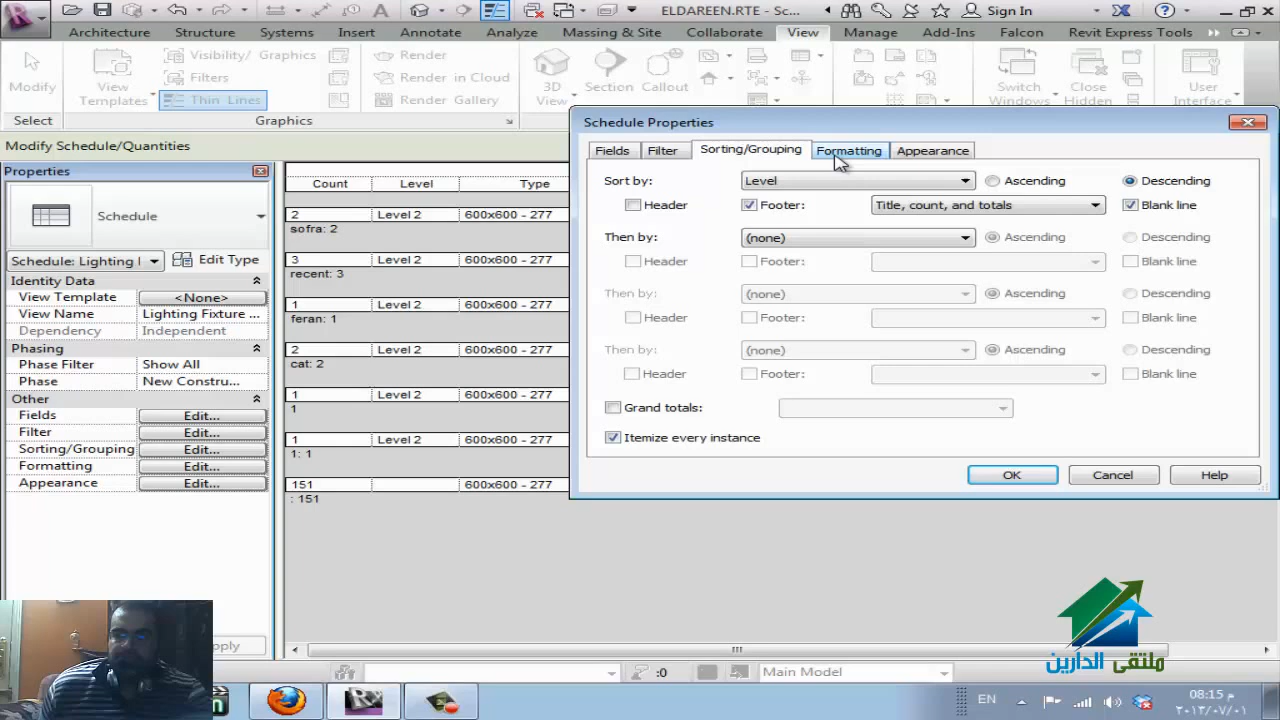 ELDAREEN.RTE - Sc...
Sign In
Architecture Structure Systems Insert Annotate Analyze Massing & Site Collaborate View Manage Add-Ins Falcon Revit Express Tools
Modify
View
Templates
Visibility/ Graphics
Filters
Thin Lines
Render
Render in Cloud
Render Gallery
3D
View
Section
Callout
Switch
Windows
Close
Hidden
User
Interface
Select
Graphics
Modify Schedule/Quantities
Properties
Schedule
Schedule: Lighting I
Edit Type
Identity Data
View Template <None>
View Name Lighting Fixture ...
Dependency Independent
Phasing
Phase Filter Show All
Phase New Constru...
Other
Fields Edit...
Filter Edit...
Sorting/Grouping Edit...
Formatting Edit...
Appearance Edit...
pply
Count Level Type
2 Level 2 600x600 - 277
sofra: 2
3 Level 2 600x600 - 277
recent: 3
1 Level 2 600x600 - 277
feran: 1
2 Level 2 600x600 - 277
cat: 2
1 Level 2 600x600 - 277
1
1 Level 2 600x600 - 277
1: 1
151 600x600 - 277
: 151
Schedule Properties
Fields Filter Sorting/Grouping Formatting Appearance
Sort by: Level Ascending Descending
Header Footer: Title, count, and totals Blank line
Then by: (none) Ascending Descending
Header Footer: Blank line
Then by: (none) Ascending Descending
Header Footer: Blank line
Then by: (none) Ascending Descending
Header Footer: Blank line
Grand totals:
Itemize every instance
OK Cancel Help
ملتقى الدارين
:0
Main Model
EN
08:15 م
٢٠١٣/٠٧/٠١